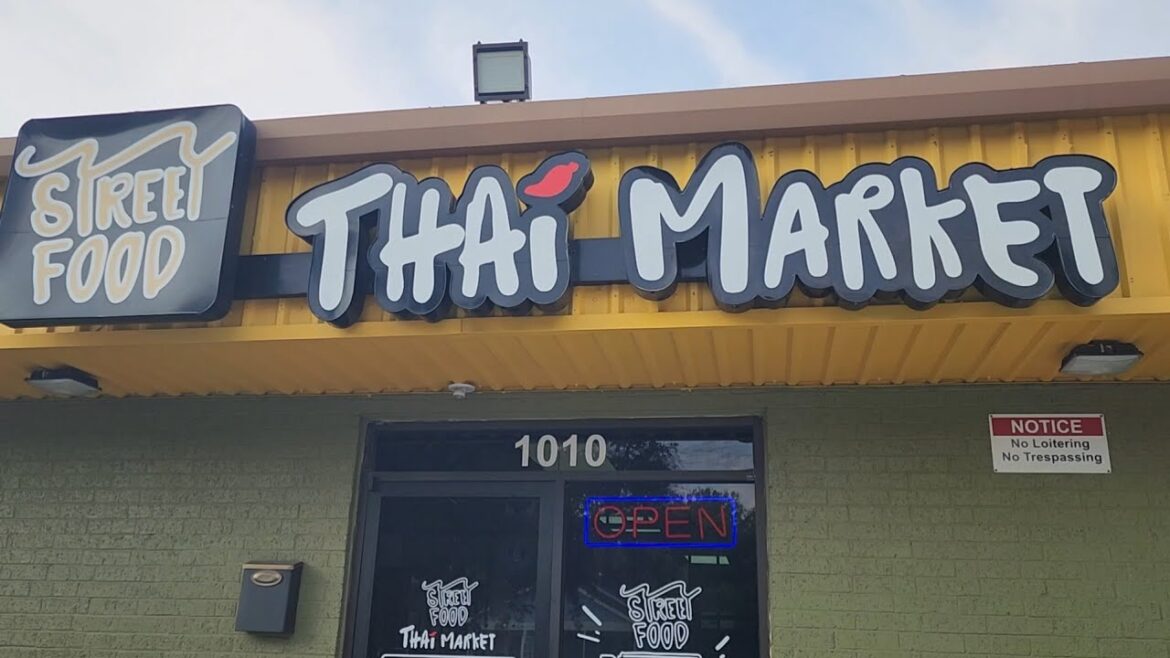 STREET
FOOD
THAi MARKET
1010
NOTICE
No Loitering
No Trespassing
OPEN
STREET
FOOD
THAi MARKET
STREET
FOOD